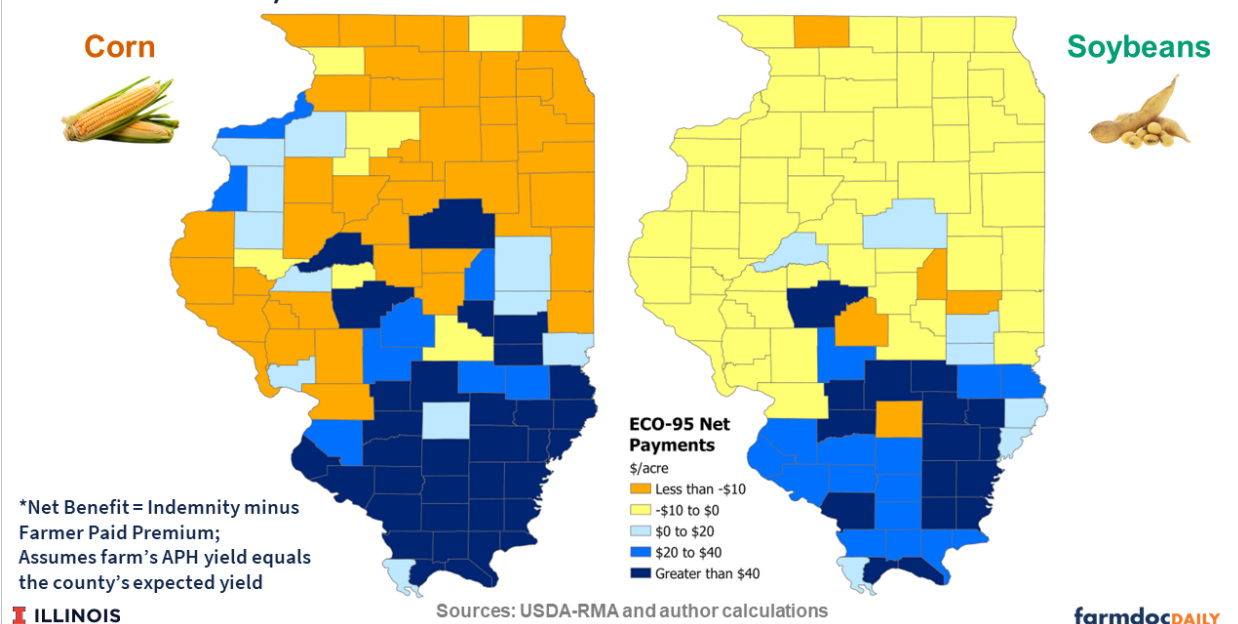 Corn
Soybeans
ECO-95 Net
Payments
$/acre
Less than -$10
-$10 to $0
$0 to $20
$20 to $40
Greater than $40
*Net Benefit = Indemnity minus
Farmer Paid Premium;
Assumes farm's APH yield equals
the county's expected yield
ILLINOIS
Sources: USDA-RMA and author calculations
farmdocDAILY